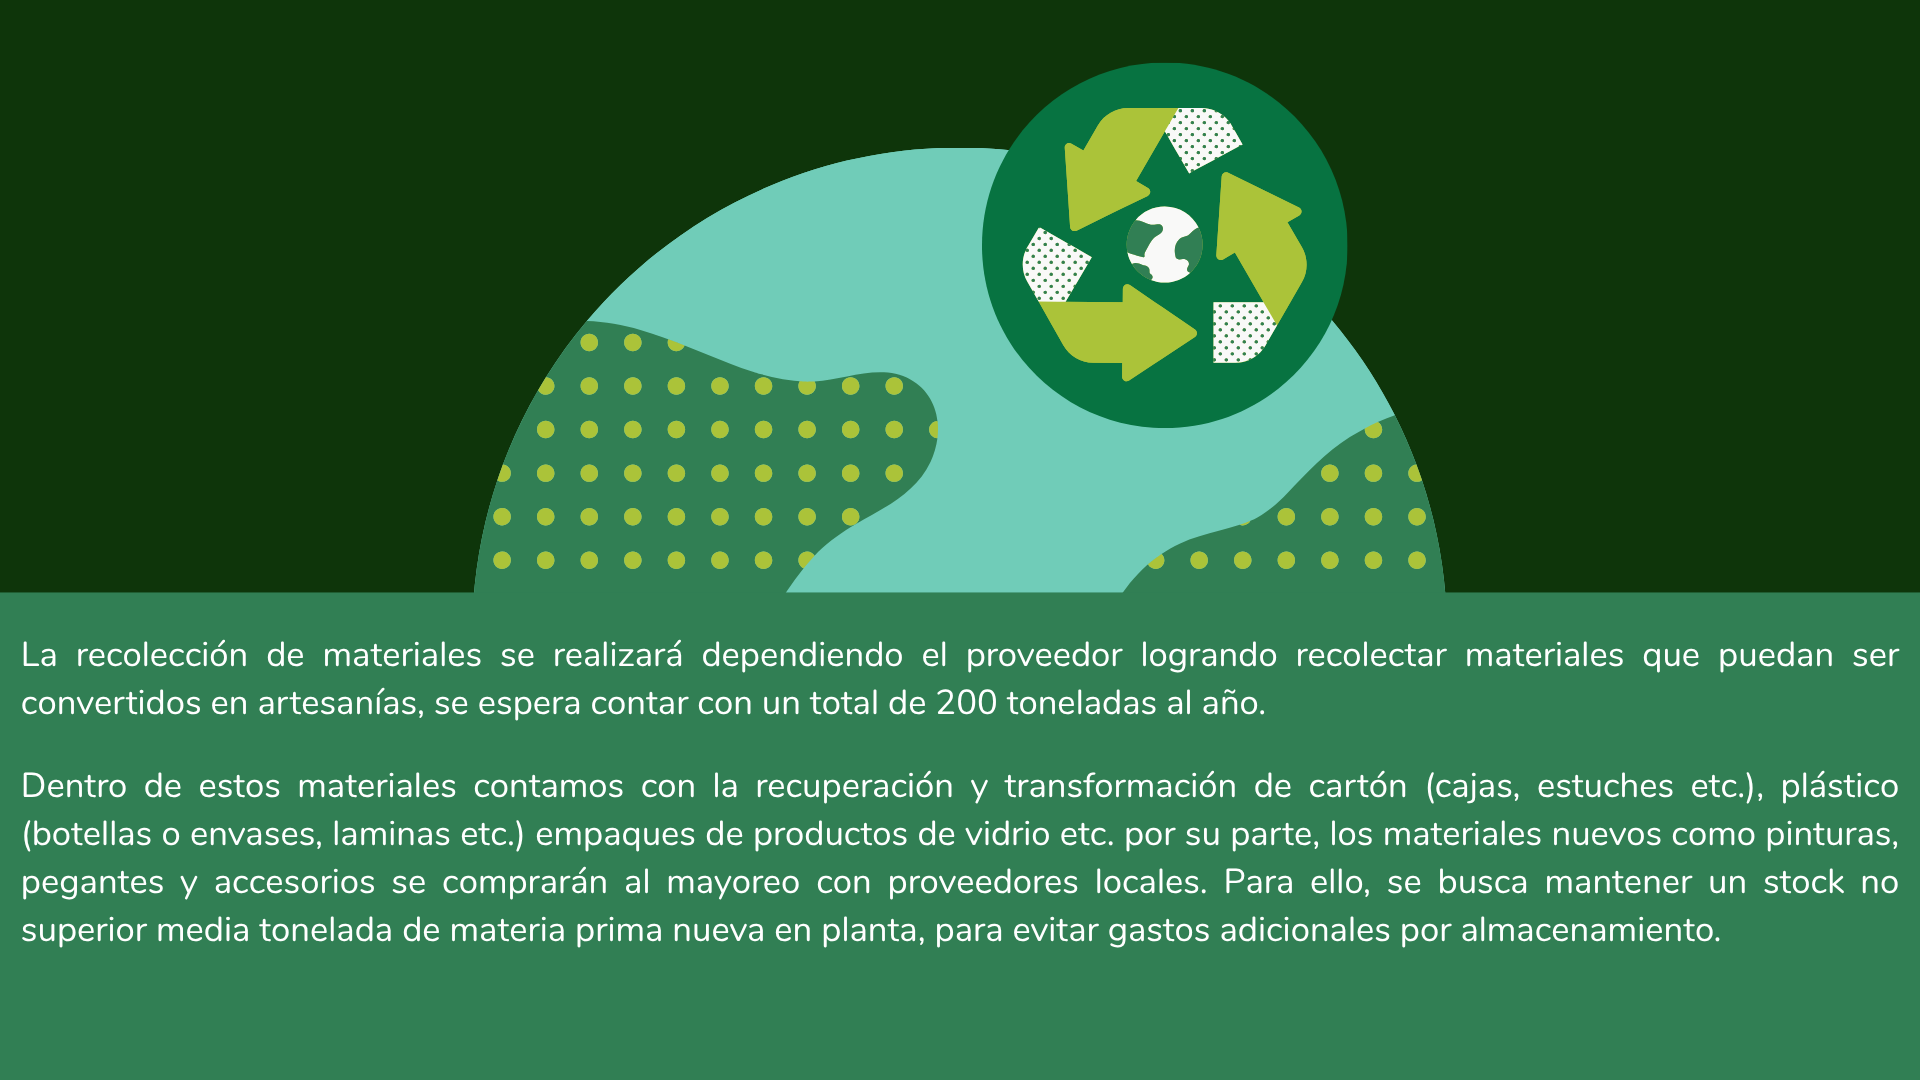 La recolección de materiales se realizará dependiendo el proveedor logrando recolectar materiales que puedan ser
convertidos en artesanías, se espera contar con un total de 200 toneladas al año.
Dentro de estos materiales contamos con la recuperación y transformación de cartón (cajas, estuches etc.), plástico
(botellas o envases, laminas etc.) empaques de productos de vidrio etc. por su parte, los materiales nuevos como pinturas,
pegantes y accesorios se comprarán al mayoreo con proveedores locales. Para ello, se busca mantener un stock no
superior media tonelada de materia prima nueva en planta, para evitar gastos adicionales por almacenamiento.